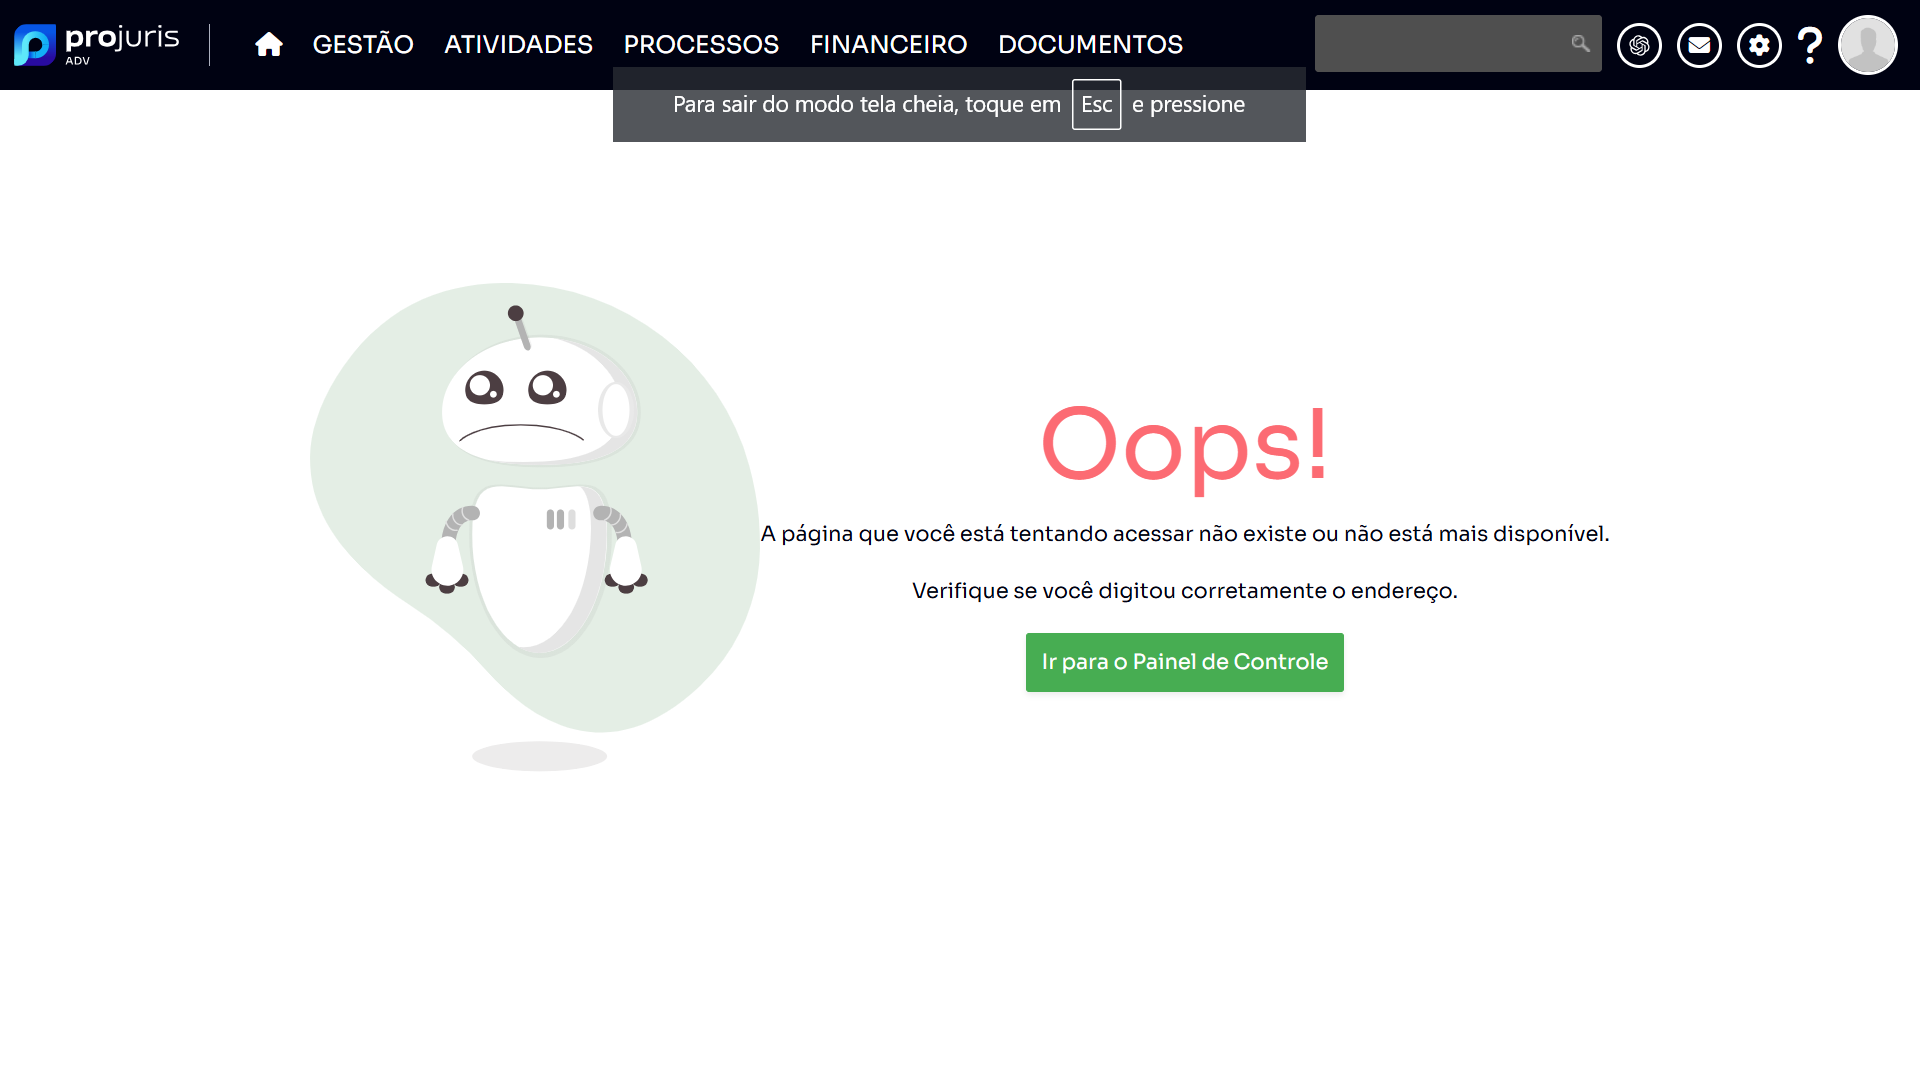 projuris
ADV
GESTÃO ATIVIDADES PROCESSOS FINANCEIRO DOCUMENTOS
?
Para sair do modo tela cheia, toque em Esc e pressione
Oops!
A página que você está tentando acessar não existe ou não está mais disponível.
Verifique se você digitou corretamente o endereço.
Ir para o Painel de Controle